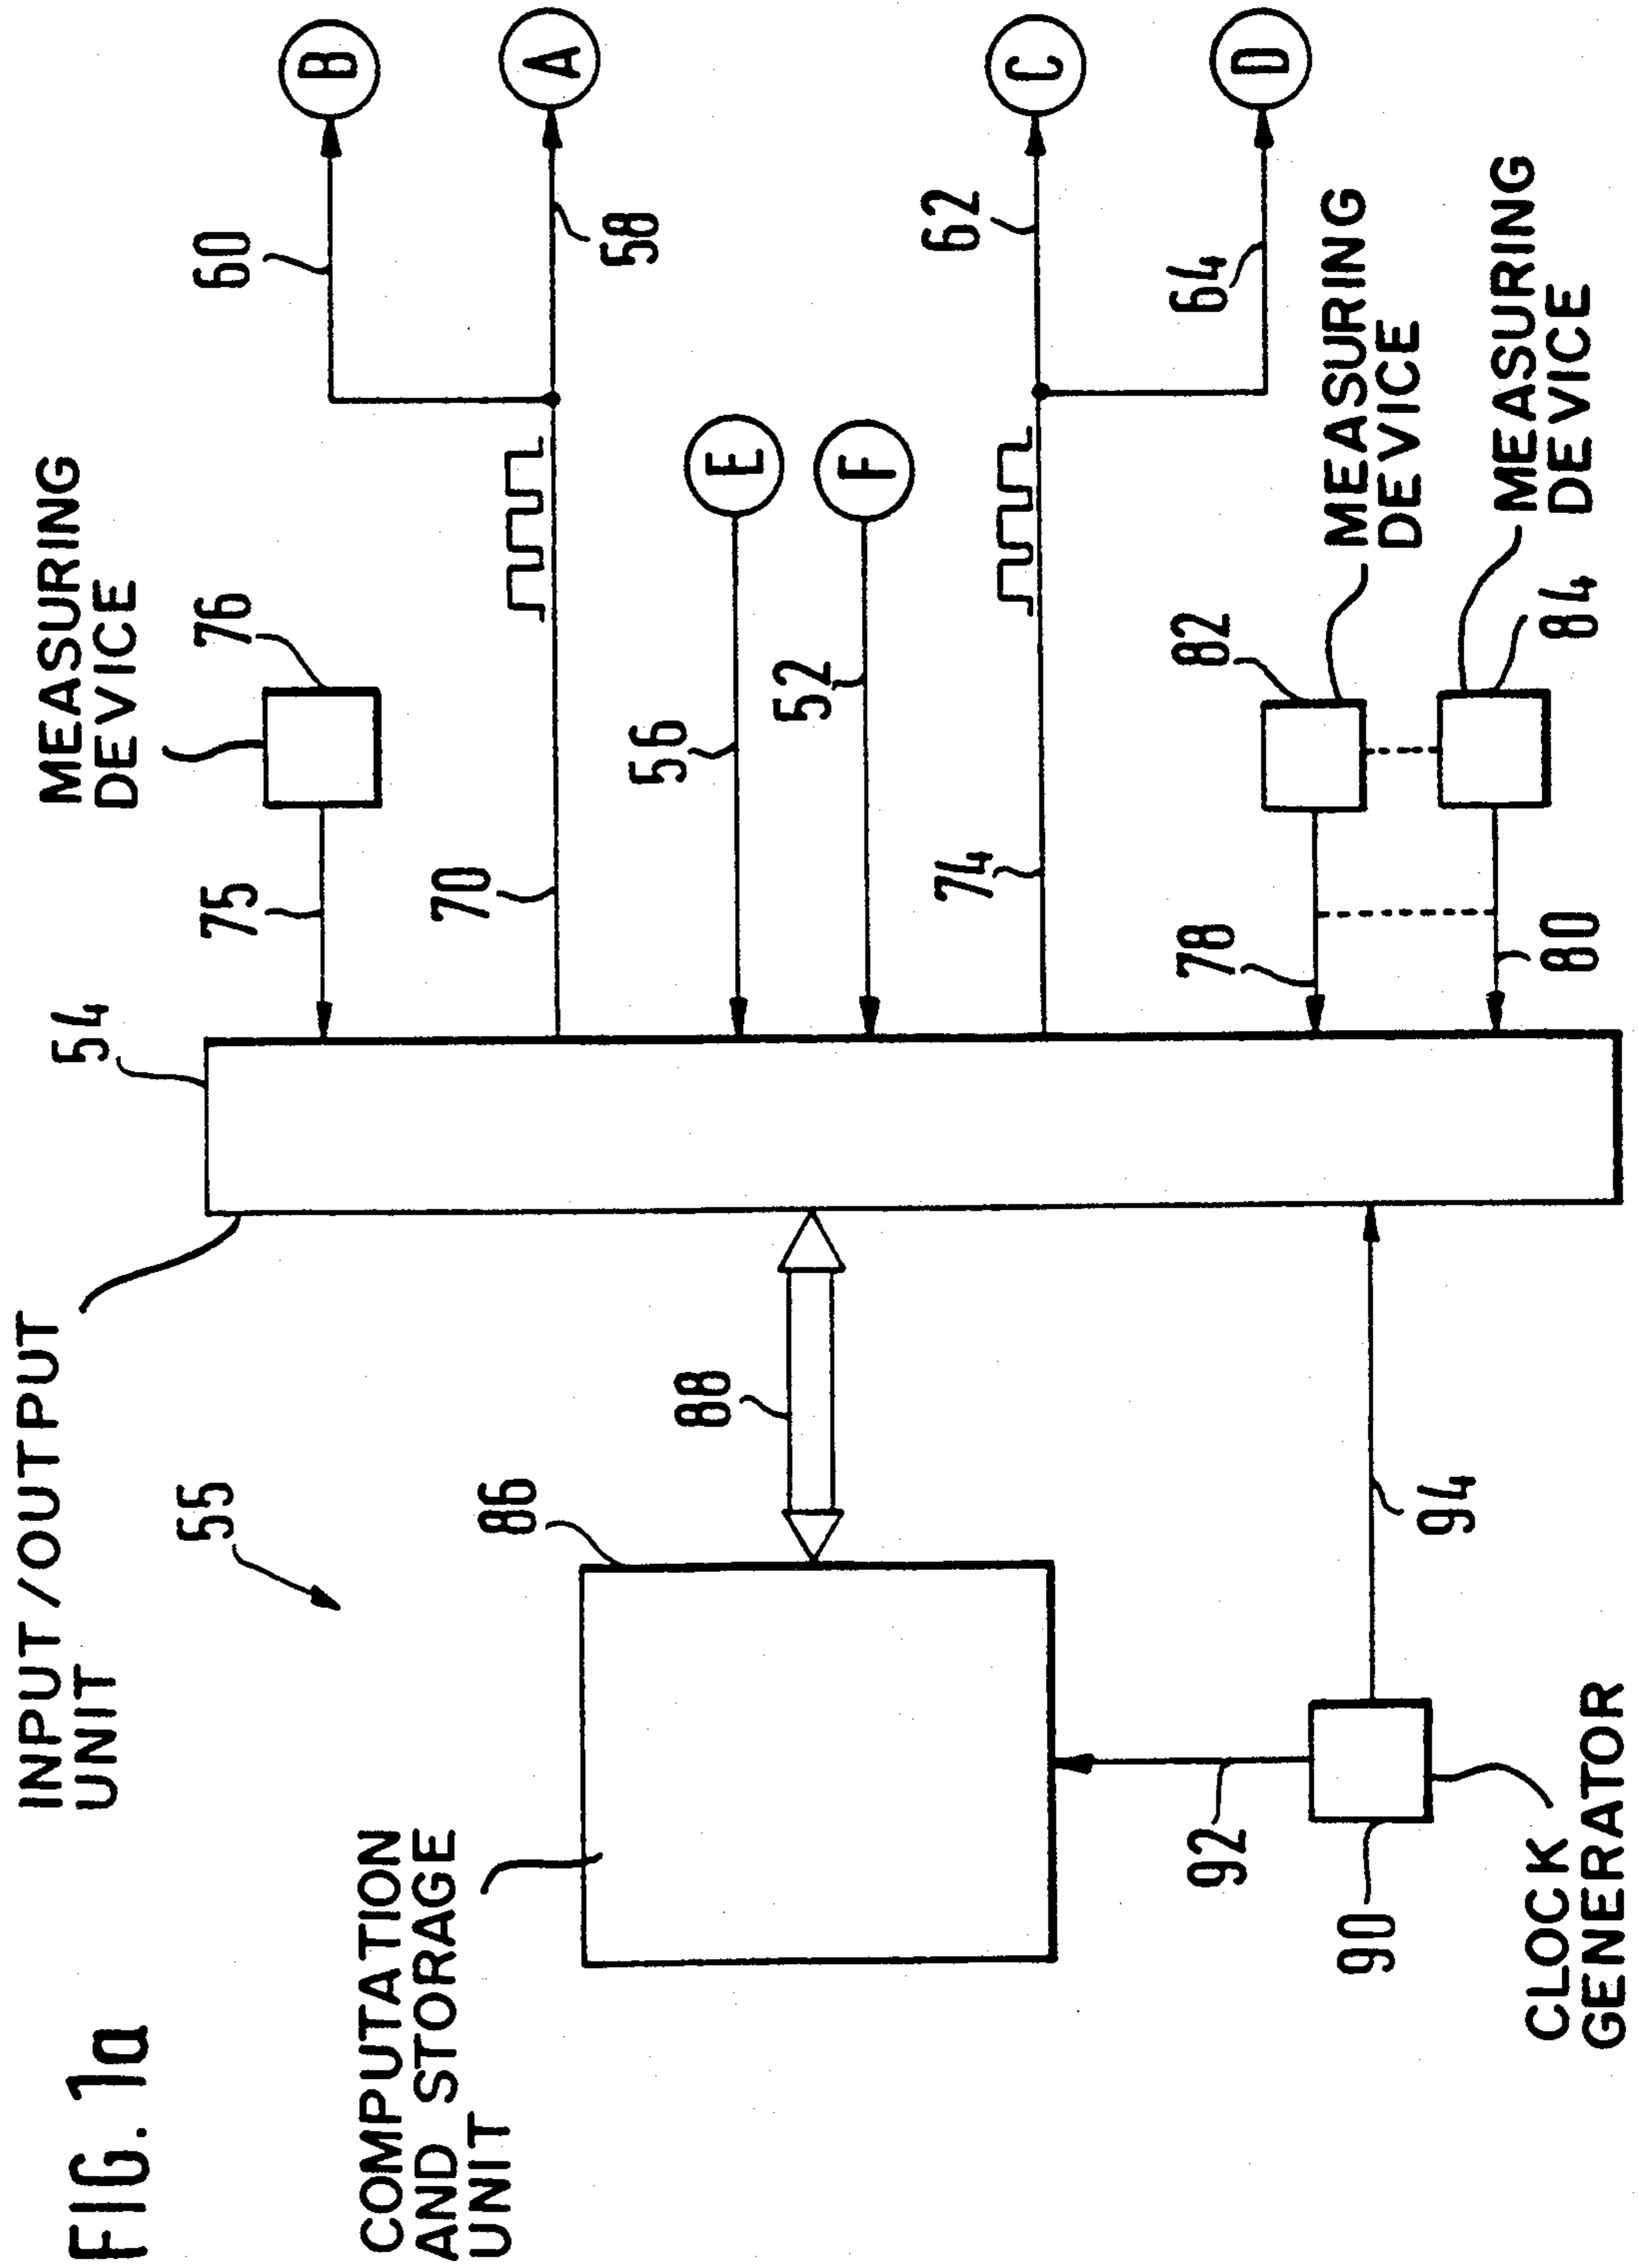 FIG. 1a
INPUT/OUTPUT
UNIT
54
55
COMPUTATION
AND STORAGE
UNIT
86
88
92
90
94
CLOCK
GENERATOR
MEASURING
DEVICE
76
75
60
B
A
58
70
E
56
F
52
C
62
74
D
64
MEASURING
DEVICE
82
78
MEASURING
DEVICE
84
80